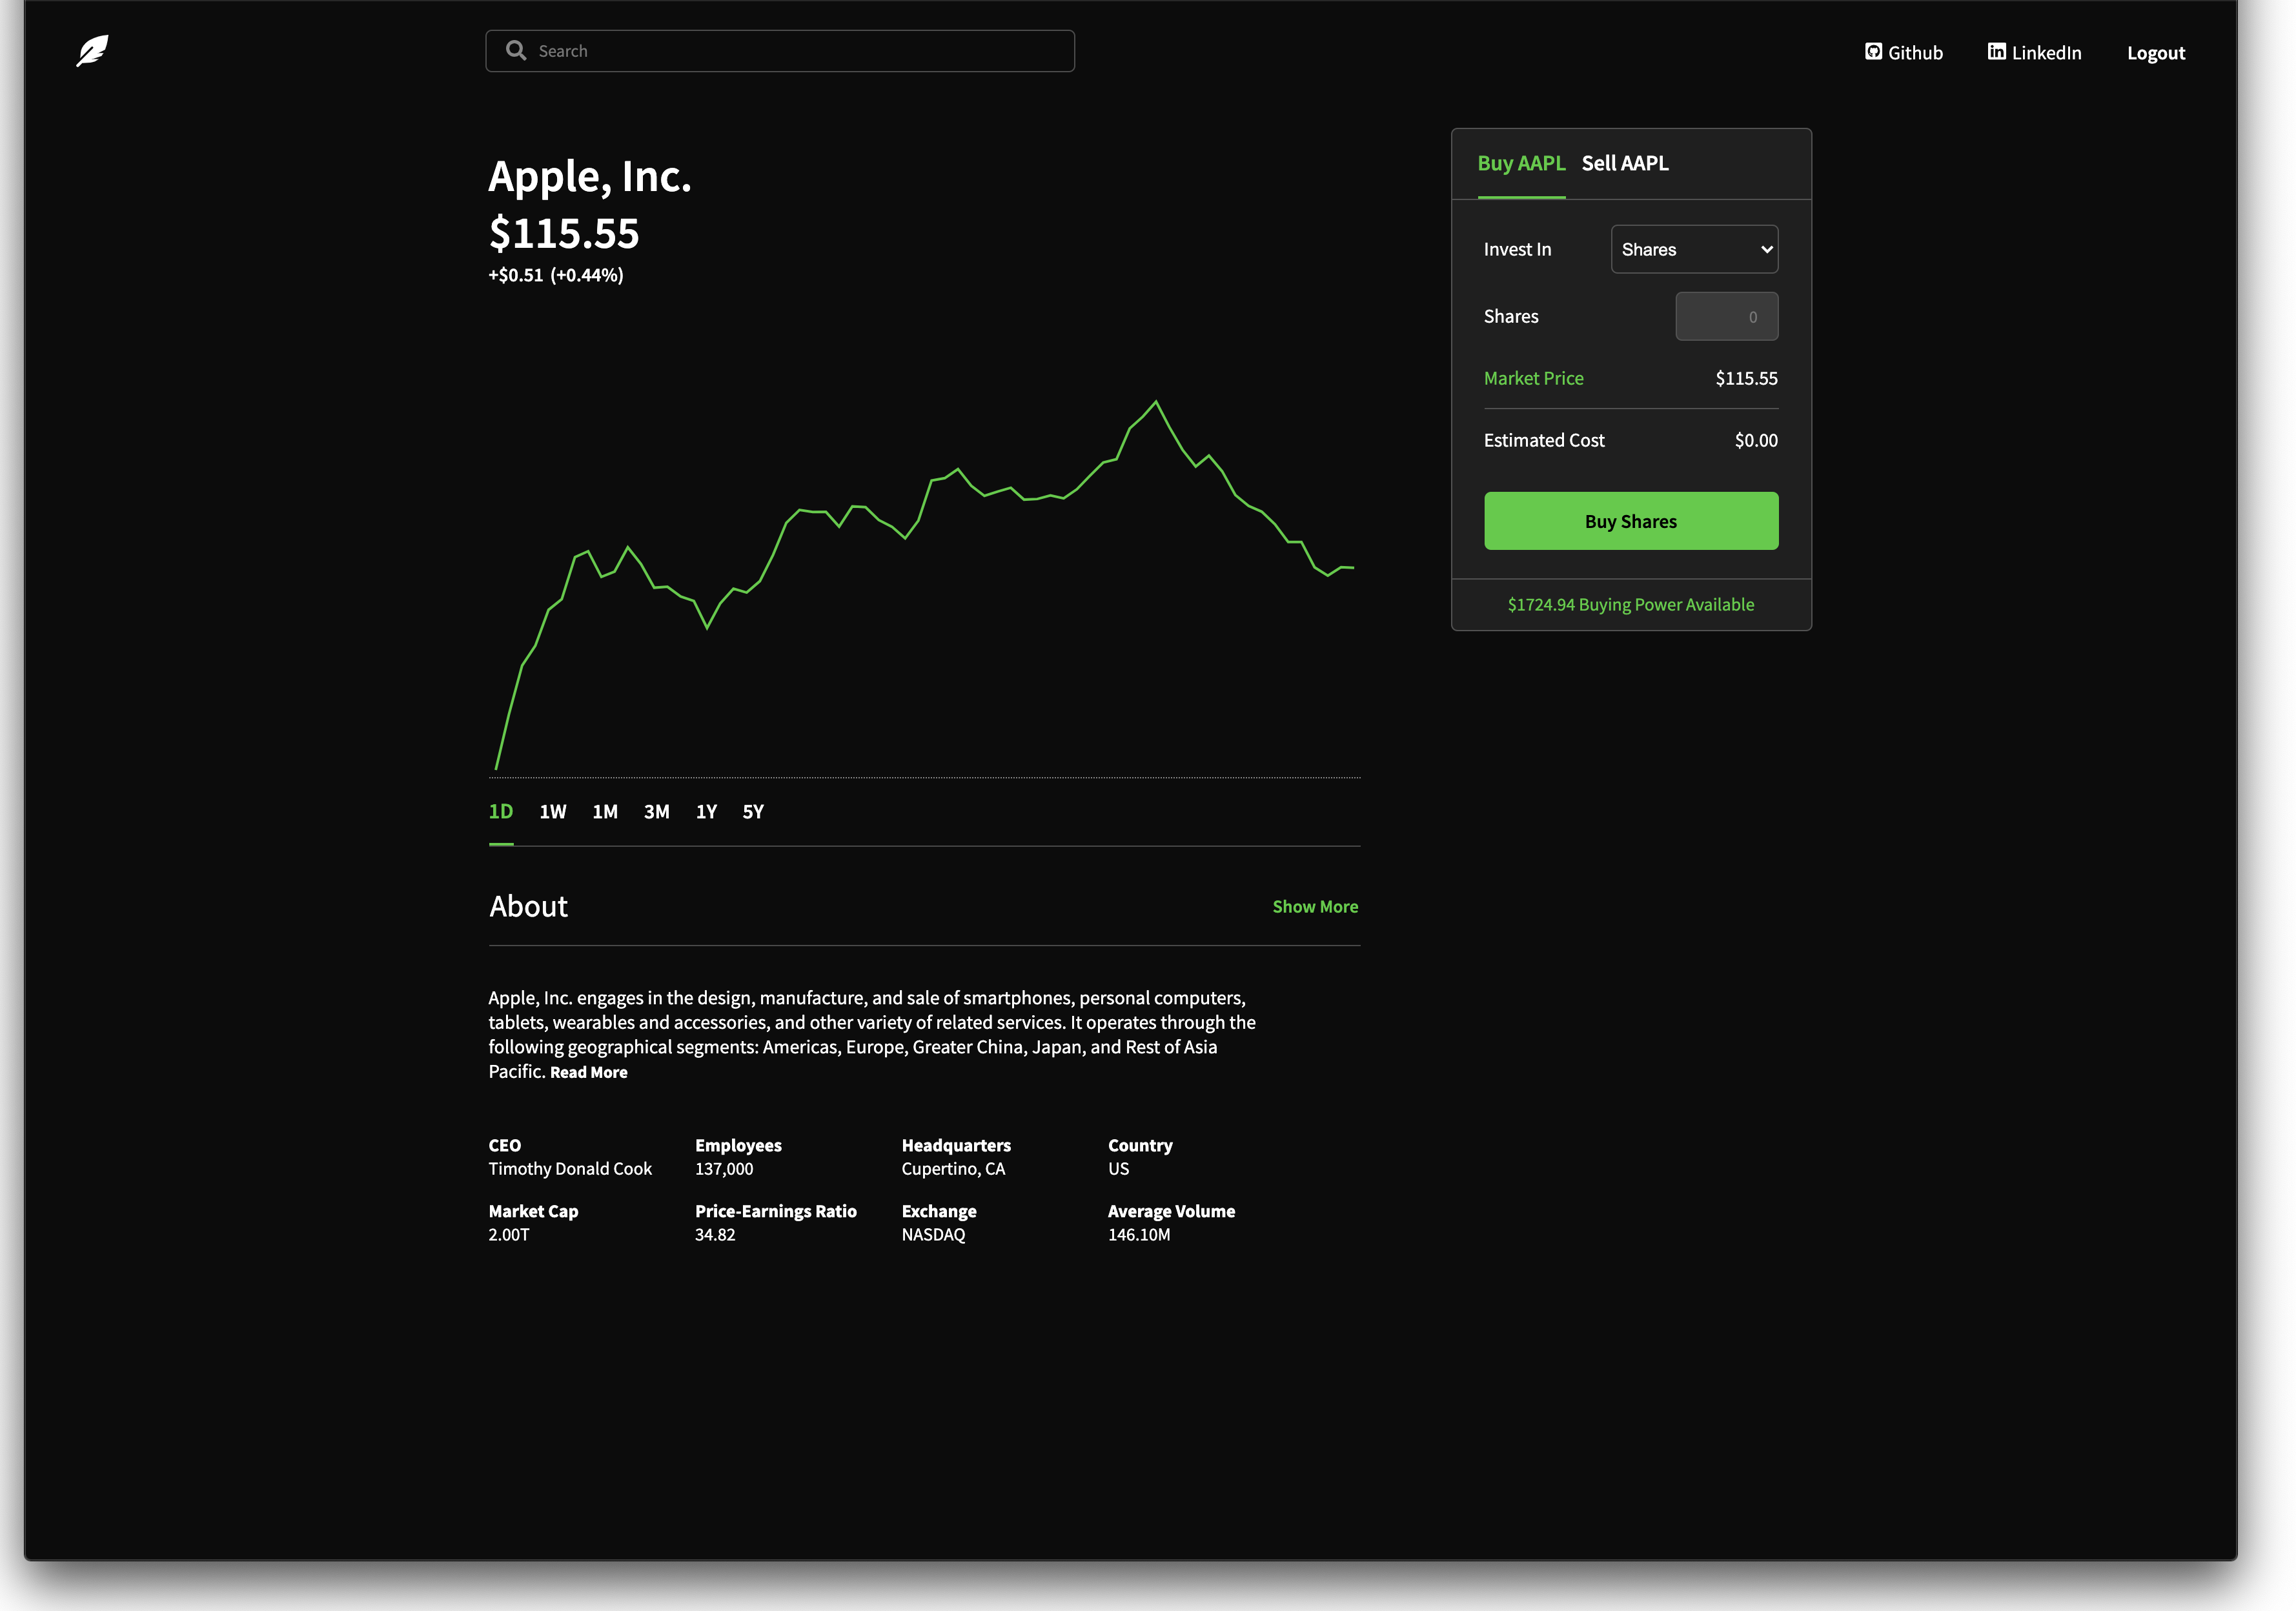 Search
Github
LinkedIn
Logout
Apple, Inc.
$115.55
+$0.51 (+0.44%)
Buy AAPL
Sell AAPL
Invest In
Shares
Shares
0
Market Price
$115.55
Estimated Cost
$0.00
Buy Shares
$1724.94 Buying Power Available
1D 1W 1M 3M 1Y 5Y
About
Show More
Apple, Inc. engages in the design, manufacture, and sale of smartphones, personal computers,
tablets, wearables and accessories, and other variety of related services. It operates through the
following geographical segments: Americas, Europe, Greater China, Japan, and Rest of Asia
Pacific. Read More
CEO
Timothy Donald Cook
Employees
137,000
Headquarters
Cupertino, CA
Country
US
Market Cap
2.00T
Price-Earnings Ratio
34.82
Exchange
NASDAQ
Average Volume
146.10M